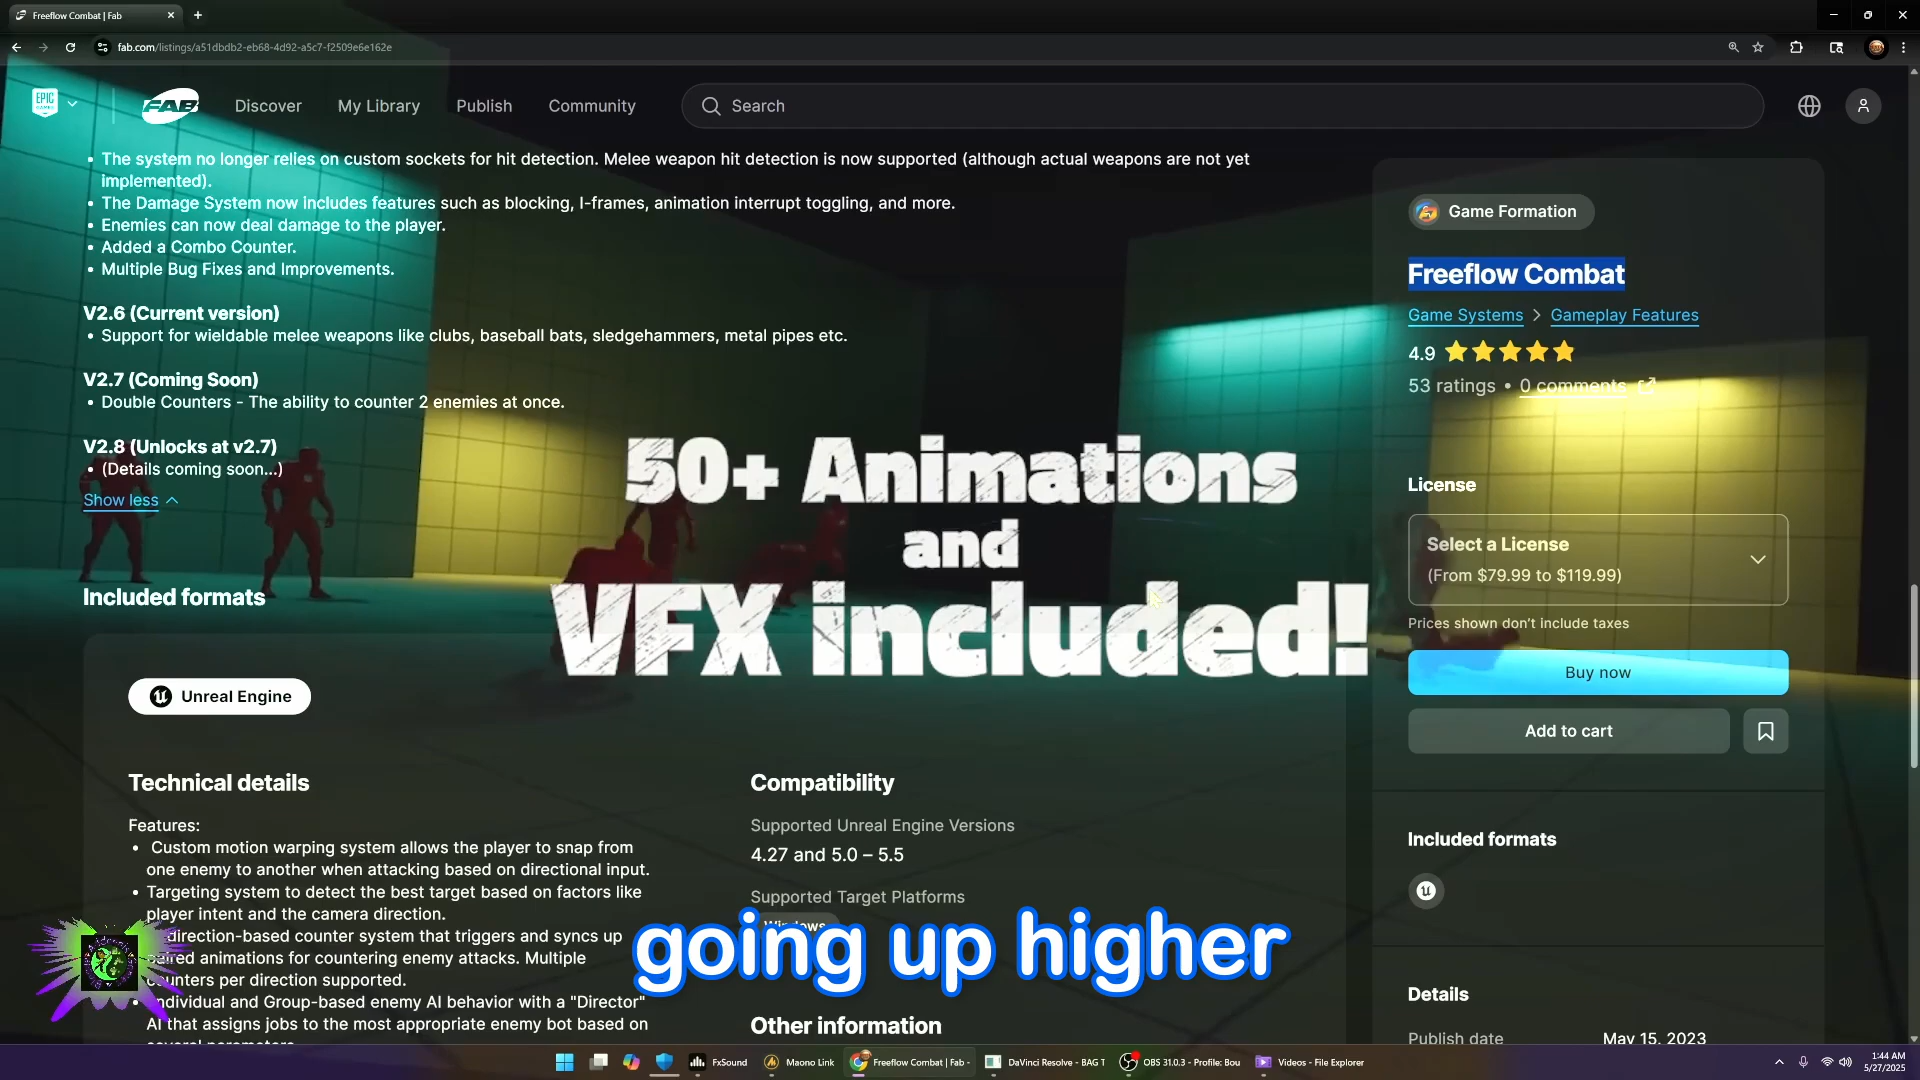 Freeflow Combat | Fab
fab.com/listings/a51dbdb2-eb68-4d92-a5c7-f2509e6e162e
EPIC GAMES
FAB
Discover
My Library
Publish
Community
Search
The system no longer relies on custom sockets for hit detection. Melee weapon hit detection is now supported (although actual weapons are not yet
implemented).
The Damage System now includes features such as blocking, I-frames, animation interrupt toggling, and more.
Enemies can now deal damage to the player.
Added a Combo Counter.
Multiple Bug Fixes and Improvements.
V2.6 (Current version)
Support for wieldable melee weapons like clubs, baseball bats, sledgehammers, metal pipes etc.
V2.7 (Coming Soon)
Double Counters - The ability to counter 2 enemies at once.
V2.8 (Unlocks at v2.7)
(Details coming soon...)
Show less
50+ Animations
and
VFX included!
Included formats
Unreal Engine
Technical details
Features:
Custom motion warping system allows the player to snap from
one enemy to another when attacking based on directional input.
Targeting system to detect the best target based on factors like
player intent and the camera direction.
direction-based counter system that triggers and syncs up
animations for countering enemy attacks. Multiple
counters per direction supported.
Individual and Group-based enemy AI behavior with a "Director"
AI that assigns jobs to the most appropriate enemy bot based on
several parameters
Compatibility
Supported Unreal Engine Versions
4.27 and 5.0 – 5.5
Supported Target Platforms
Windows
Other information
going up higher
Game Formation
Freeflow Combat
Game Systems > Gameplay Features
4.9
53 ratings • 0 comments
License
Select a License
(From $79.99 to $119.99)
Prices shown don't include taxes
Buy now
Add to cart
Included formats
Details
Publish date May 15, 2023
FxSound
Maono Link
Freeflow Combat | Fab -
DaVinci Resolve - BAG T
OBS 31.0.3 - Profile: Bou
Videos - File Explorer
1:44 AM
5/27/2025